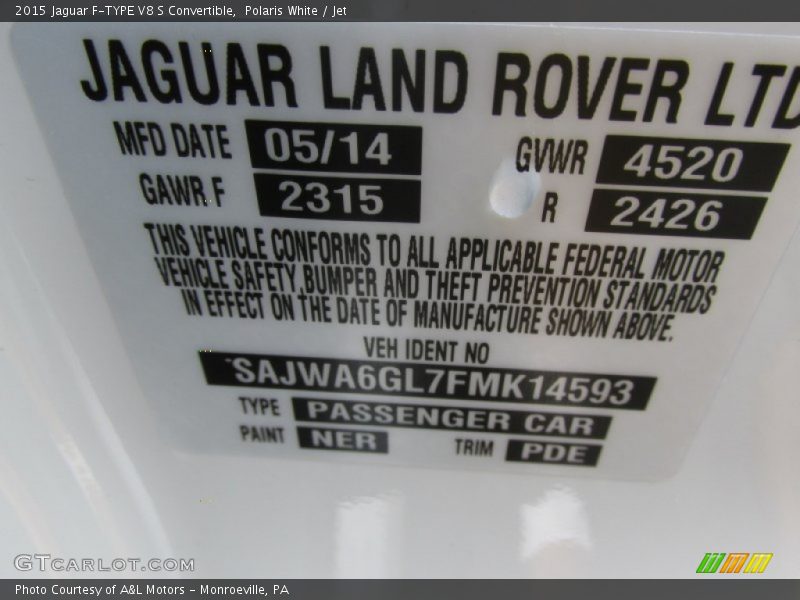 2015 Jaguar F-TYPE V8 S Convertible, Polaris White / Jet
JAGUAR LAND ROVER LTD
MFD DATE 05/14 GVWR 4520
GAWR F 2315 R 2426
THIS VEHICLE CONFORMS TO ALL APPLICABLE FEDERAL MOTOR
VEHICLE SAFETY,BUMPER AND THEFT PREVENTION STANDARDS
IN EFFECT ON THE DATE OF MANUFACTURE SHOWN ABOVE.
VEH IDENT NO
SAJWA6GL7FMK14593
TYPE PASSENGER CAR
PAINT NER TRIM PDE
GTCARLOT.COM
Photo Courtesy of A&L Motors - Monroeville, PA